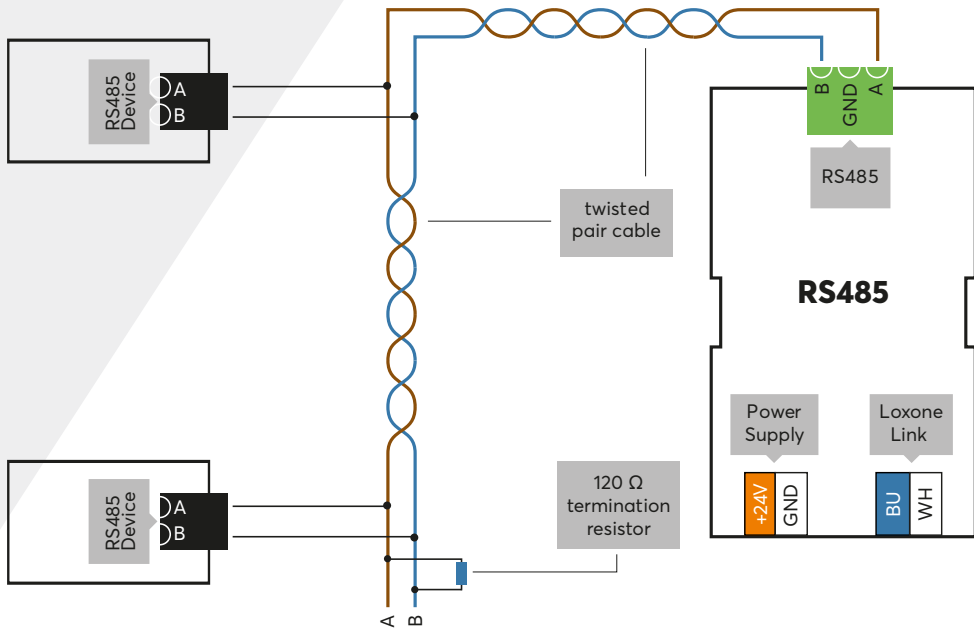 RS485
Device
A
B
B
GND
A
RS485
twisted
pair cable
RS485
Power
Supply
Loxone
Link
+24V
GND
BU
WH
RS485
Device
A
B
120 Ω
termination
resistor
A
B